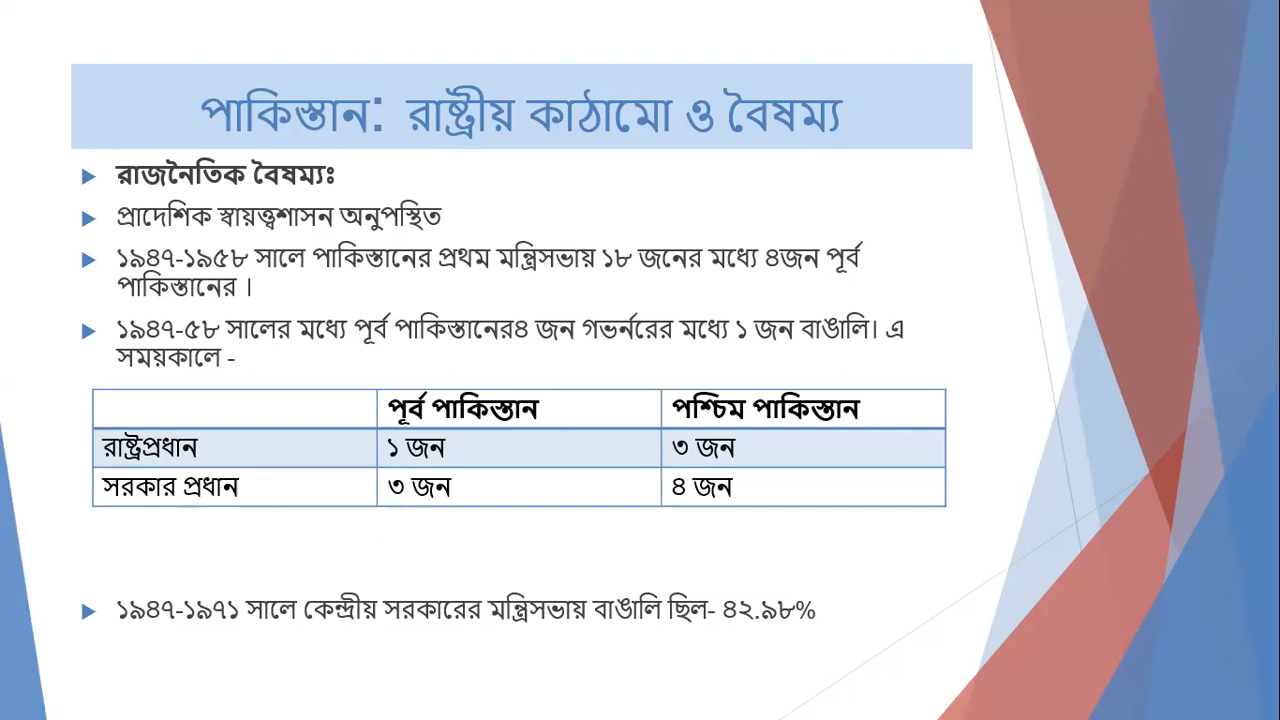 পাকিস্তান: রাষ্ট্রীয় কাঠামো ও বৈষম্য
রাজনৈতিক বৈষম্যঃ
প্রাদেশিক স্বায়ত্ত্বশাসন অনুপস্থিত
১৯৪৭-১৯৫৮ সালে পাকিস্তানের প্রথম মন্ত্রিসভায় ১৮ জনের মধ্যে ৪জন পূর্ব
পাকিস্তানের ।
১৯৪৭-৫৮ সালের মধ্যে পূর্ব পাকিস্তানের৪ জন গভর্নরের মধ্যে ১ জন বাঙালি। এ
সময়কালে -
পূর্ব পাকিস্তান পশ্চিম পাকিস্তান
রাষ্ট্রপ্রধান ১ জন ৩ জন
সরকার প্রধান ৩ জন ৪ জন
১৯৪৭-১৯৭১ সালে কেন্দ্রীয় সরকারের মন্ত্রিসভায় বাঙালি ছিল- ৪২.৯৮%